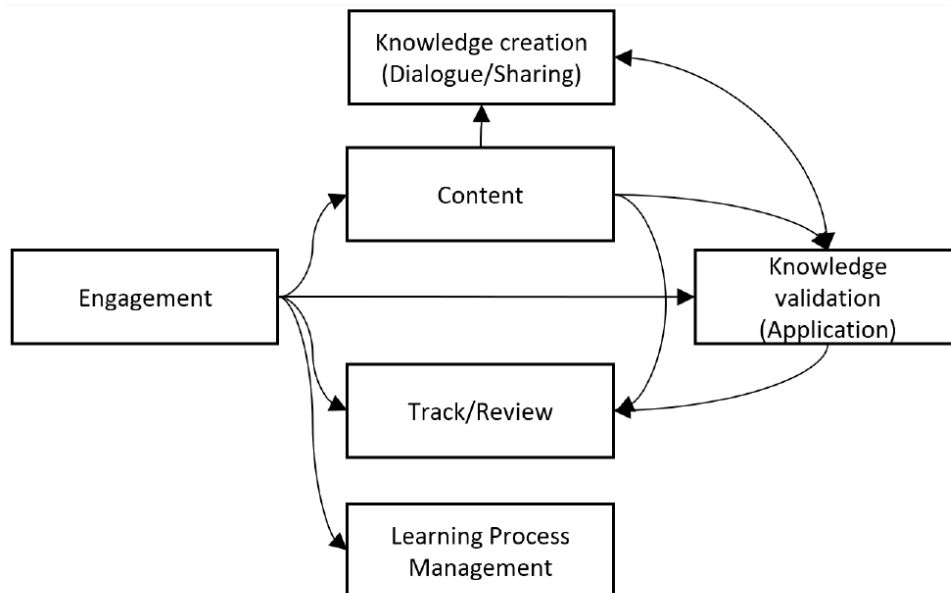 Knowledge creation
(Dialogue/Sharing)
Content
Engagement
Knowledge
validation
(Application)
Track/Review
Learning Process
Management